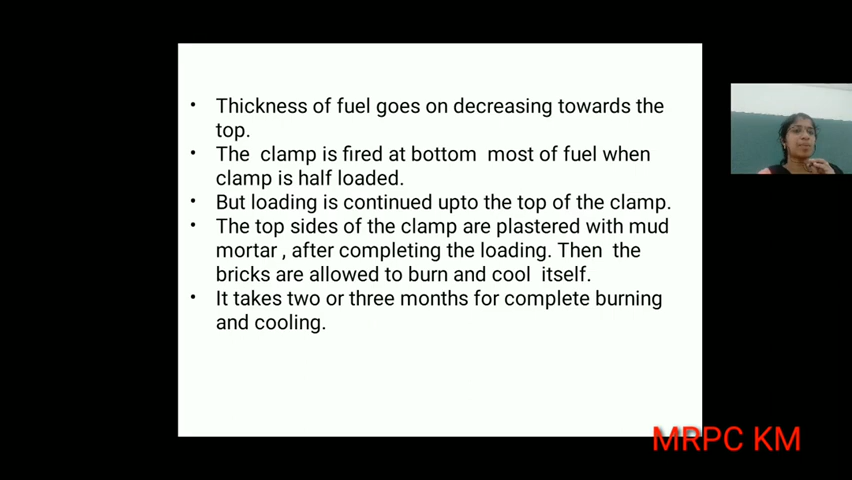 • Thickness of fuel goes on decreasing towards the
top.
• The clamp is fired at bottom most of fuel when
clamp is half loaded.
• But loading is continued upto the top of the clamp.
• The top sides of the clamp are plastered with mud
mortar , after completing the loading. Then the
bricks are allowed to burn and cool itself.
• It takes two or three months for complete burning
and cooling.
MRPC KM